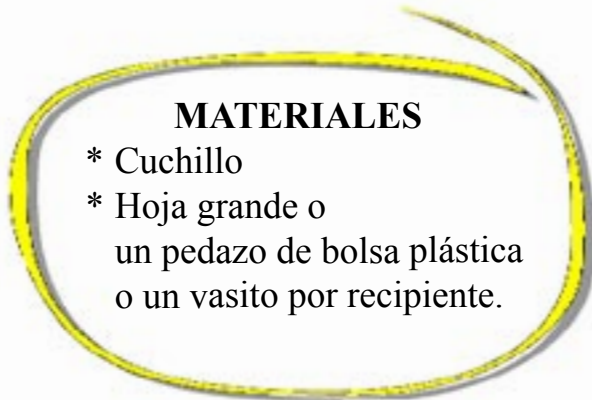 MATERIALES
* Cuchillo
* Hoja grande o
un pedazo de bolsa plástica
o un vasito por recipiente.